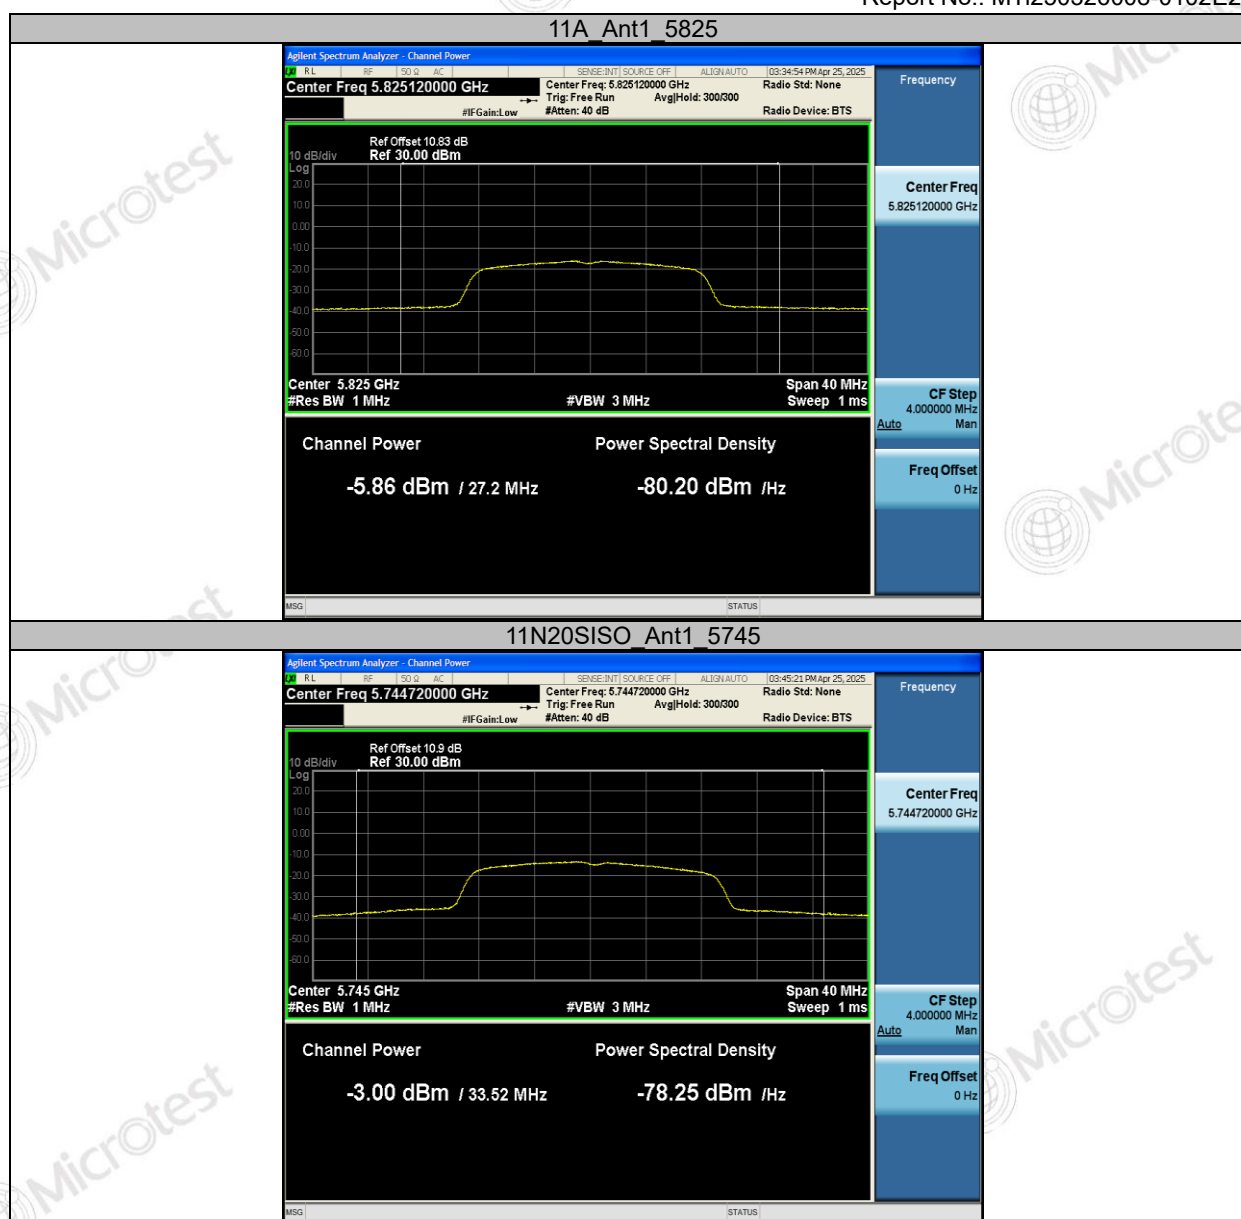 11A_Ant1_5825
Agilent Spectrum Analyzer - Channel Power
RL RF 50 Ω AC SENSE:INT SOURCE OFF ALIGNAUTO 03:34:54 PM Apr 25, 2025
Center Freq 5.825120000 GHz
Center Freq: 5.825120000 GHz Radio Std: None
Trig: Free Run Avg|Hold: 300/300
#IFGain:Low #Atten: 40 dB Radio Device: BTS
Frequency
Ref Offset 10.83 dB
10 dB/div Ref 30.00 dBm
Log
20.0
10.0
0.00
-10.0
-20.0
-30.0
-40.0
-50.0
-60.0
Center 5.825 GHz Span 40 MHz
#Res BW 1 MHz #VBW 3 MHz Sweep 1 ms
Channel Power Power Spectral Density
-5.86 dBm / 27.2 MHz -80.20 dBm /Hz
Center Freq
5.825120000 GHz
CF Step
4.000000 MHz
Auto Man
Freq Offset
0 Hz
MSG STATUS
11N20SISO_Ant1_5745
Agilent Spectrum Analyzer - Channel Power
RL RF 50 Ω AC SENSE:INT SOURCE OFF ALIGNAUTO 03:45:21 PM Apr 25, 2025
Center Freq 5.744720000 GHz
Center Freq: 5.744720000 GHz Radio Std: None
Trig: Free Run Avg|Hold: 300/300
#IFGain:Low #Atten: 40 dB Radio Device: BTS
Frequency
Ref Offset 10.9 dB
10 dB/div Ref 30.00 dBm
Log
20.0
10.0
0.00
-10.0
-20.0
-30.0
-40.0
-50.0
-60.0
Center 5.745 GHz Span 40 MHz
#Res BW 1 MHz #VBW 3 MHz Sweep 1 ms
Channel Power Power Spectral Density
-3.00 dBm / 33.52 MHz -78.25 dBm /Hz
Center Freq
5.744720000 GHz
CF Step
4.000000 MHz
Auto Man
Freq Offset
0 Hz
MSG STATUS
Microtest
Microtest
Microtest
Microtest